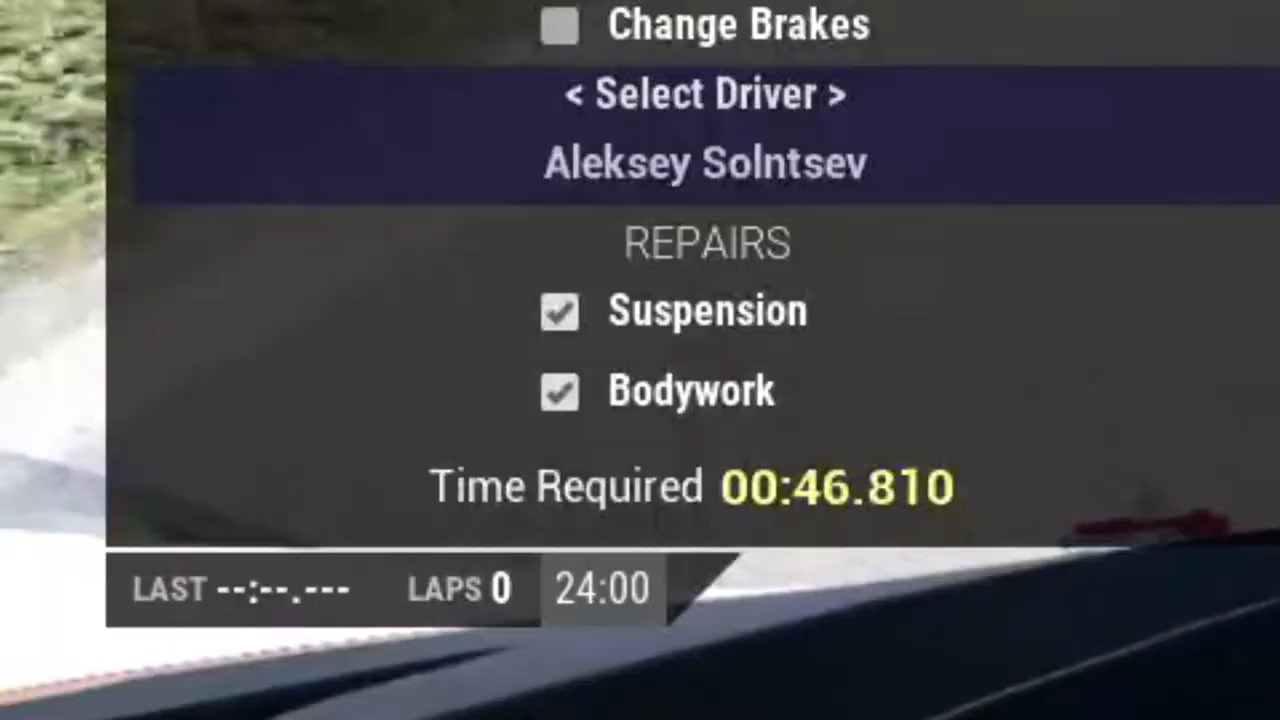 Change Brakes
< Select Driver >
Aleksey Solntsev
REPAIRS
Suspension
Bodywork
Time Required 00:46.810
LAST --:--.--- LAPS 0 24:00